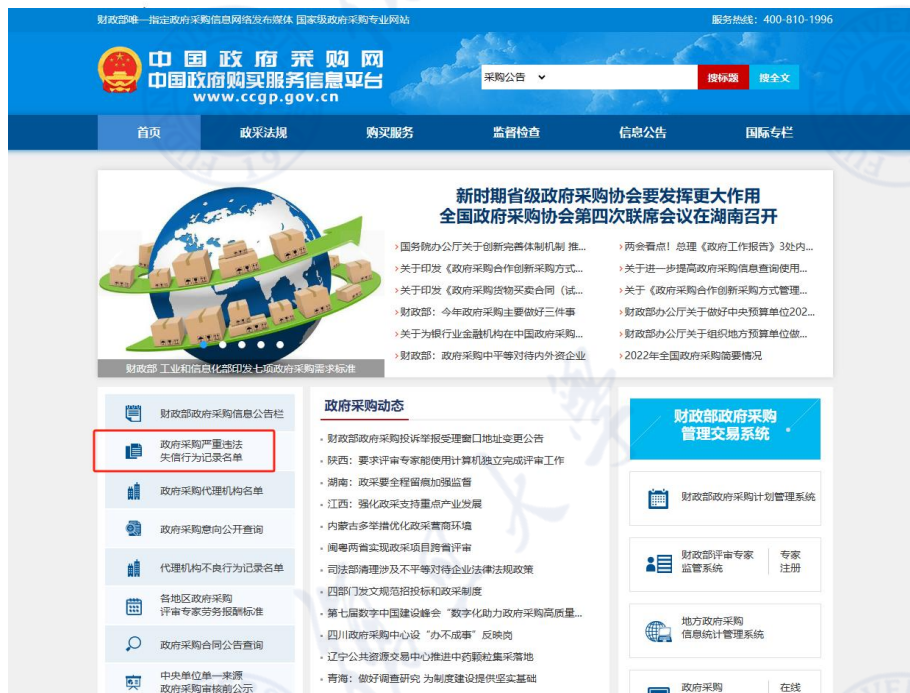 财政部唯一指定政府采购信息网络发布媒体 国家级政府采购专业网站
服务热线：400-810-1996
中国政府采购网
中国政府购买服务信息平台
www.ccgp.gov.cn
采购公告
搜标题
搜全文
首页
政采法规
购买服务
监督检查
信息公告
国际专栏
新时期省级政府采购协会要发挥更大作用
全国政府采购协会第四次联席会议在湖南召开
国务院办公厅关于创新完善体制机制 推...
两会看点！总理《政府工作报告》3处内...
关于印发《政府采购合作创新采购方式...
关于进一步提高政府采购信息查询使用...
关于印发《政府采购货物买卖合同（试...
关于《政府采购合作创新采购方式管理...
财政部：今年政府采购主要做好三件事
财政部办公厅关于做好中央预算单位202...
关于为银行业金融机构在中国政府采购...
财政部办公厅关于组织地方预算单位做...
财政部：政府采购中平等对待内外资企业
2022年全国政府采购简要情况
财政部 工业和信息化部印发七项政府采购需求标准
财政部政府采购信息公告栏
政府采购严重违法
失信行为记录名单
政府采购代理机构名单
政府采购意向公开查询
代理机构不良行为记录名单
各地区政府采购
评审专家劳务报酬标准
政府采购合同公告查询
中央单位单一来源
政府采购审核前公示
政府采购动态
财政部政府采购投诉举报受理窗口地址变更公告
陕西：要求评审专家能使用计算机独立完成评审工作
湖南：政采要全程留痕加强监督
江西：强化政采支持重点产业发展
内蒙古多举措优化政采营商环境
闽粤两省实现政采项目跨省评审
司法部清理涉及不平等对待企业法律法规政策
四部门发文规范招投标和政采制度
第七届数字中国建设峰会“数字化助力政府采购高质量...
四川政府采购中心设“办不成事”反映岗
辽宁公共资源交易中心推进中药颗粒集采落地
青海：做好调查研究 为制度建设提供坚实基础
财政部政府采购
管理交易系统
财政部政府采购计划管理系统
财政部评审专家
监管系统
专家
注册
地方政府采购
信息统计管理系统
政府采购
在线